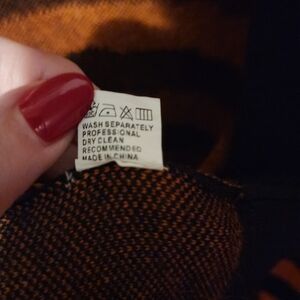 WASH SEPARATELY
PROFESSIONAL
DRY CLEAN
RECOMMENDED
MADE IN CHINA